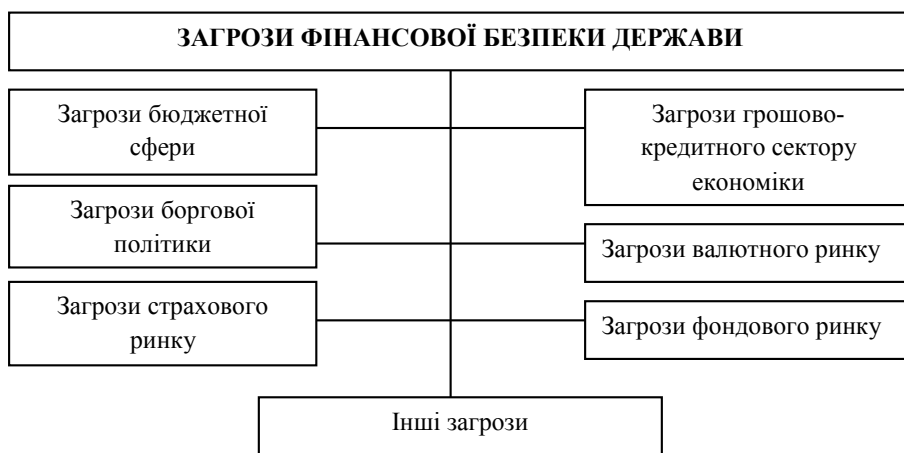 ЗАГРОЗИ ФІНАНСОВОЇ БЕЗПЕКИ ДЕРЖАВИ
Загрози бюджетної
сфери
Загрози грошово-
кредитного сектору
економіки
Загрози боргової
політики
Загрози валютного ринку
Загрози страхового
ринку
Загрози фондового ринку
Інші загрози